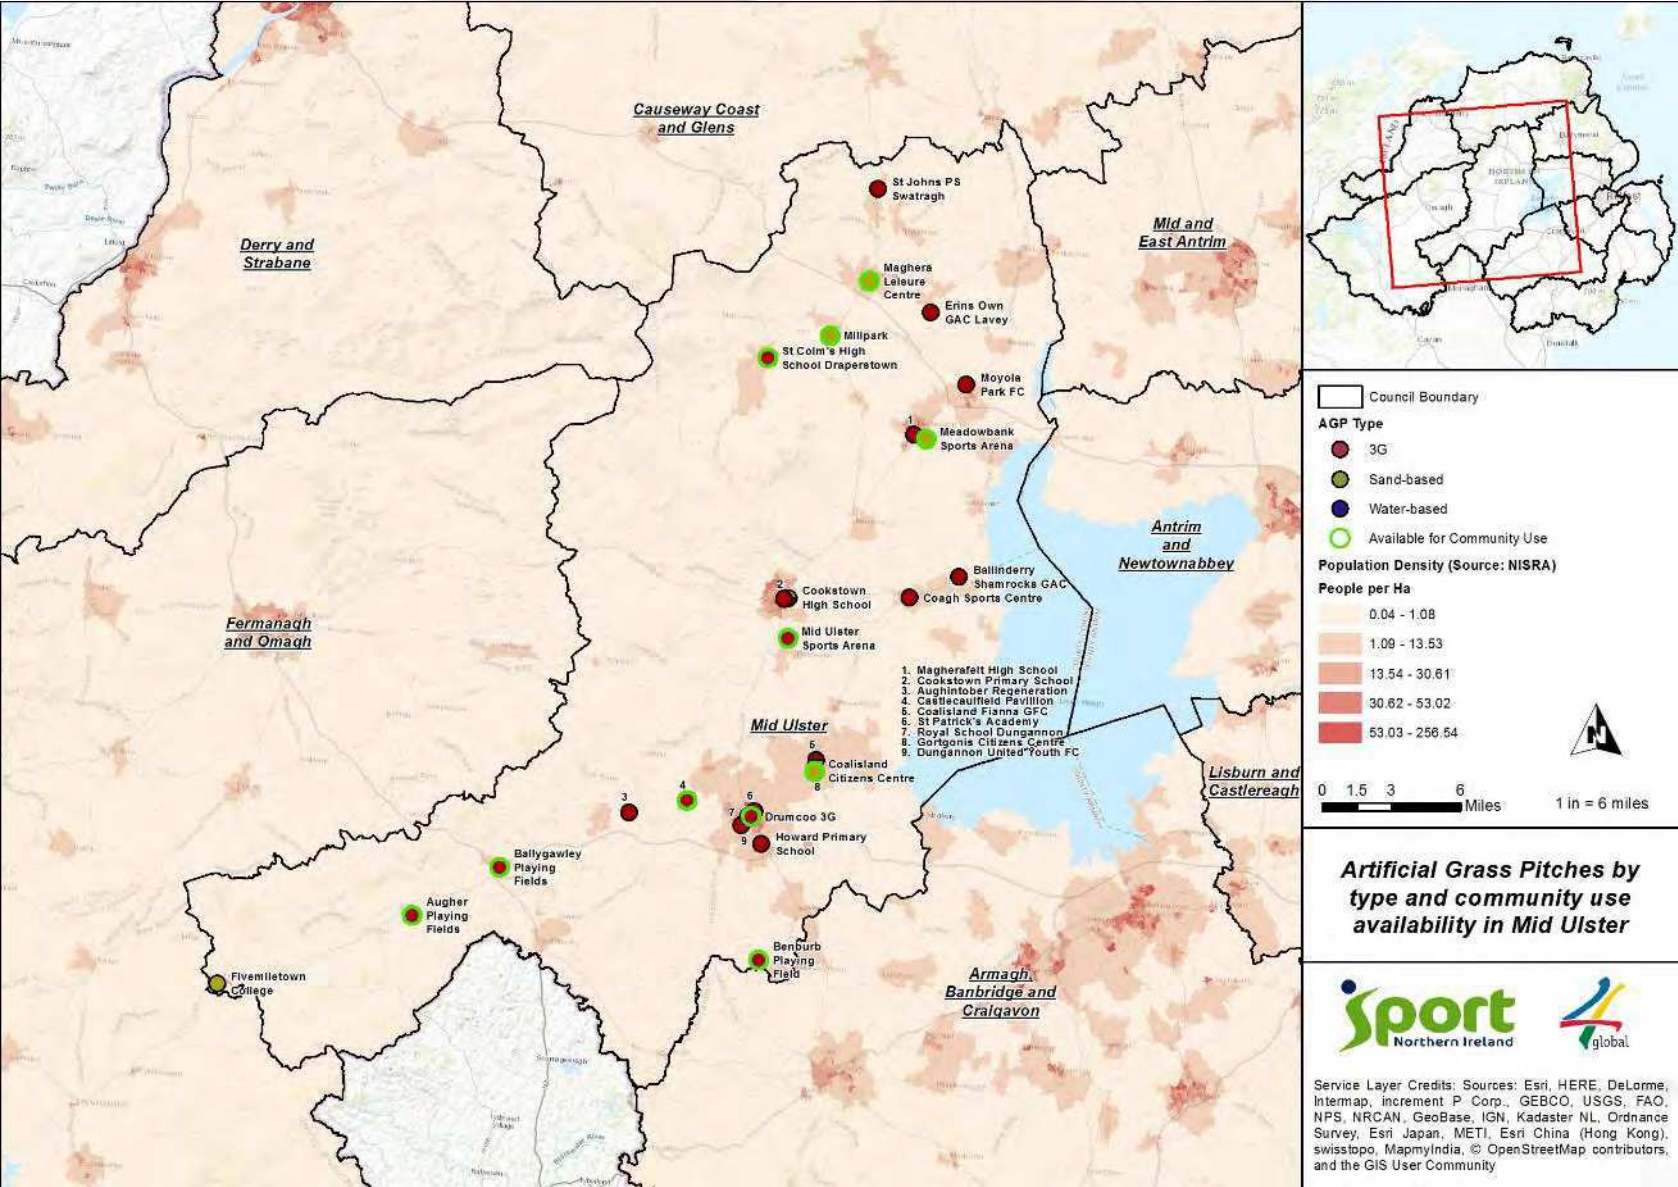 Causeway Coast
and Glens
Derry and
Strabane
Mid and
East Antrim
St Johns PS
Swatragh
Maghera
Leisure
Centre
Erins Own
GAC Lavey
Millpark
St Colm's High
School Draperstown
Moyola
Park FC
1
Meadowbank
Sports Arena
Antrim
and
Newtownabbey
Ballinderry
Shamrocks GAC
Coagh Sports Centre
2
Cookstown
High School
Mid Ulster
Sports Arena
Fermanagh
and Omagh
1. Magherafelt High School
2. Cookstown Primary School
3. Aughintober Regeneration
4. Castlecaulfield Pavillion
5. Coalisland Fianna GFC
6. St Patrick's Academy
7. Royal School Dungannon
8. Gortgonis Citizens Centre
9. Dungannon United Youth FC
Mid Ulster
5
Coalisland
Citizens Centre
8
Lisburn and
Castlereagh
3
4
6
7
Drumcoo 3G
9
Howard Primary
School
Ballygawley
Playing
Fields
Augher
Playing
Fields
Benburb
Playing
Field
Fivemiletown
College
Armagh,
Banbridge and
Craigavon
Council Boundary
AGP Type
3G
Sand-based
Water-based
Available for Community Use
Population Density (Source: NISRA)
People per Ha
0.04 - 1.08
1.09 - 13.53
13.54 - 30.61
30.62 - 53.02
53.03 - 256.54
N
0 1.5 3 6
Miles
1 in = 6 miles
Artificial Grass Pitches by
type and community use
availability in Mid Ulster
Sport
Northern Ireland
4
global
Service Layer Credits: Sources: Esri, HERE, DeLorme,
Intermap, increment P Corp., GEBCO, USGS, FAO,
NPS, NRCAN, GeoBase, IGN, Kadaster NL, Ordnance
Survey, Esri Japan, METI, Esri China (Hong Kong),
swisstopo, MapmyIndia, © OpenStreetMap contributors,
and the GIS User Community